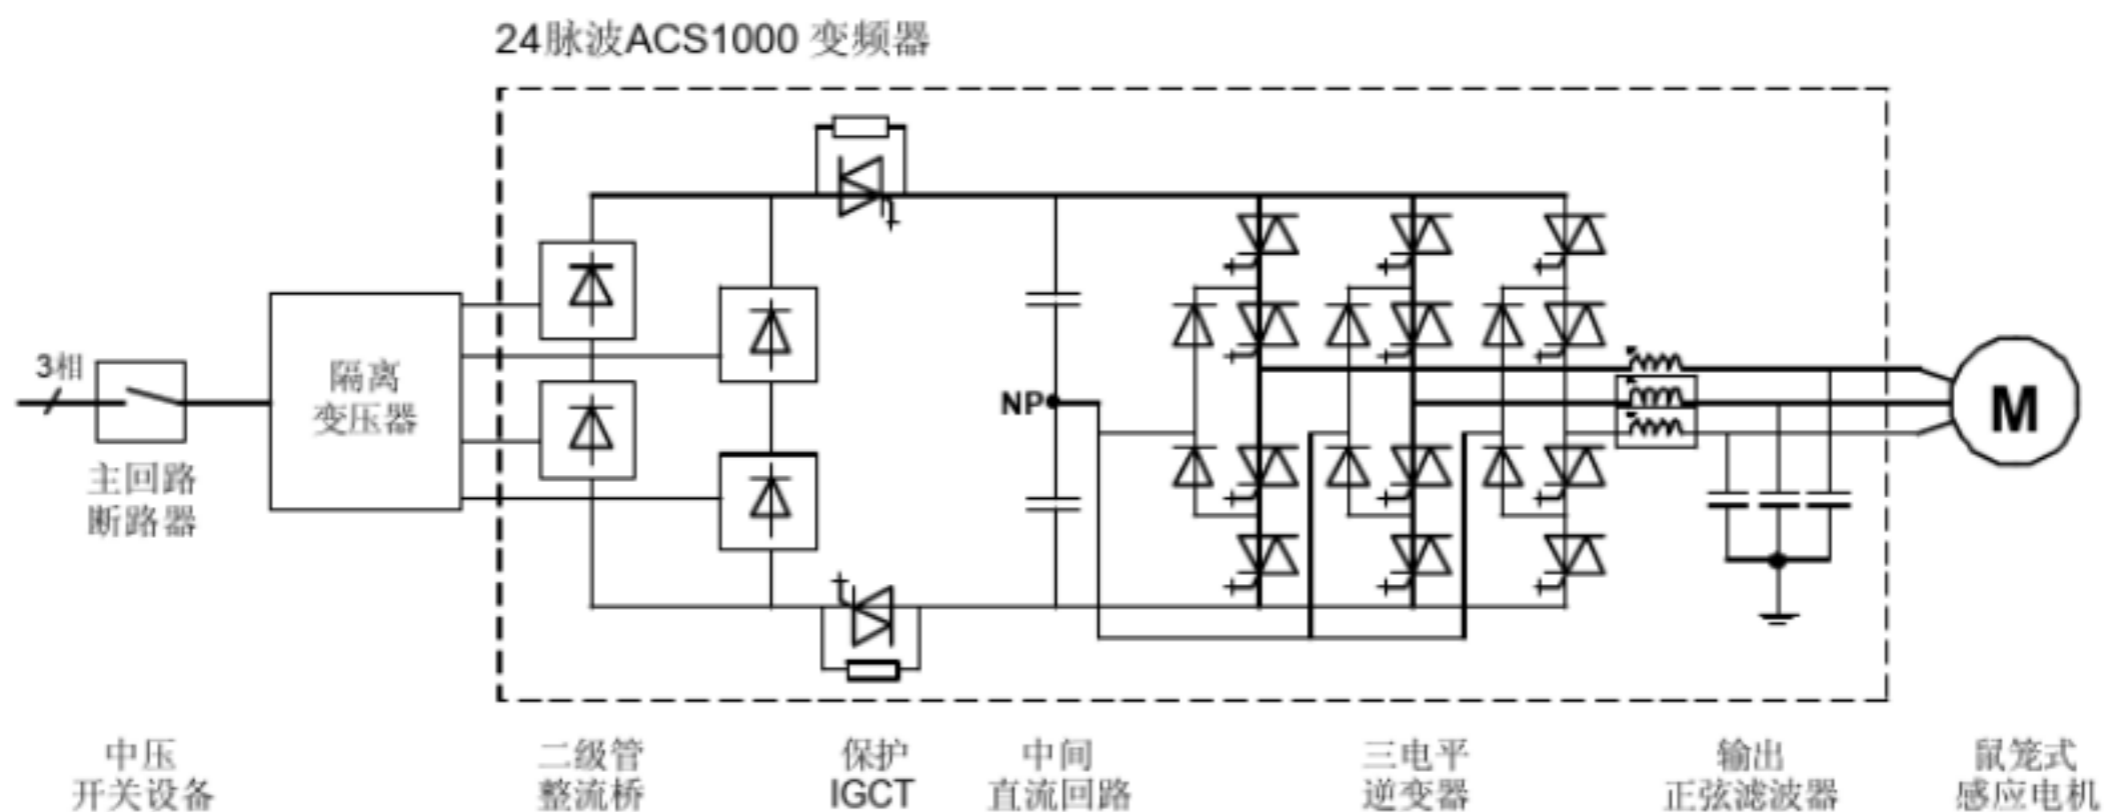 24脉波ACS1000 变频器
3相
主回路
断路器
隔离
变压器
NP
M
中压
开关设备
二级管
整流桥
保护
IGCT
中间
直流回路
三电平
逆变器
输出
正弦滤波器
鼠笼式
感应电机